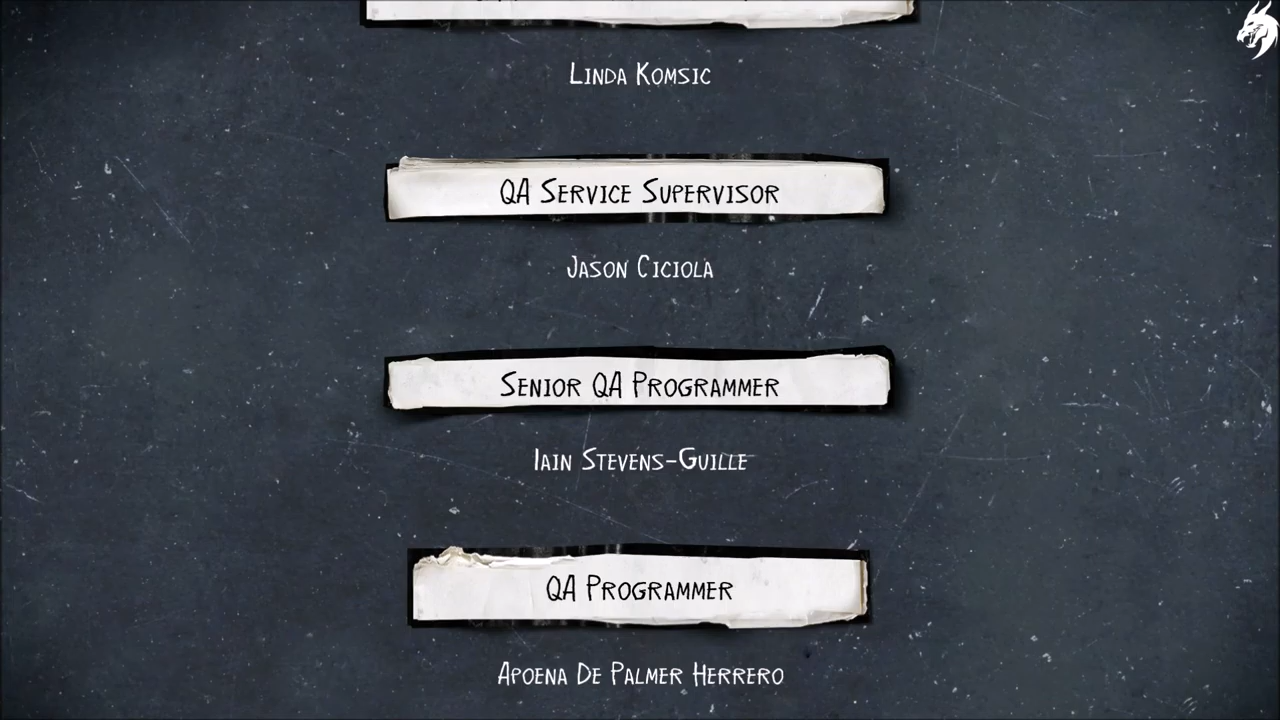 Linda Komsic
QA Service Supervisor
Jason Ciciola
Senior QA Programmer
Iain Stevens-Guille
QA Programmer
Apoena De Palmer Herrero